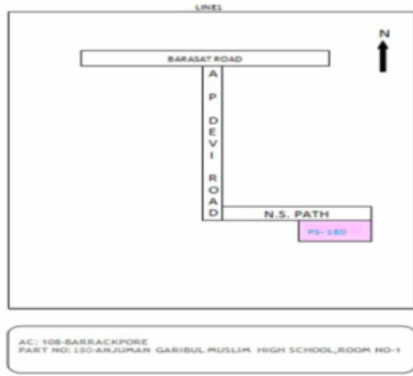 LINE1
N
BARASAT ROAD
A P DEVI ROAD
N.S. PATH
PS- 180
AC: 108-BARRACKPORE
PART NO: 180-ANJUMAN GARIBUL MUSLIM HIGH SCHOOL,ROOM NO-1